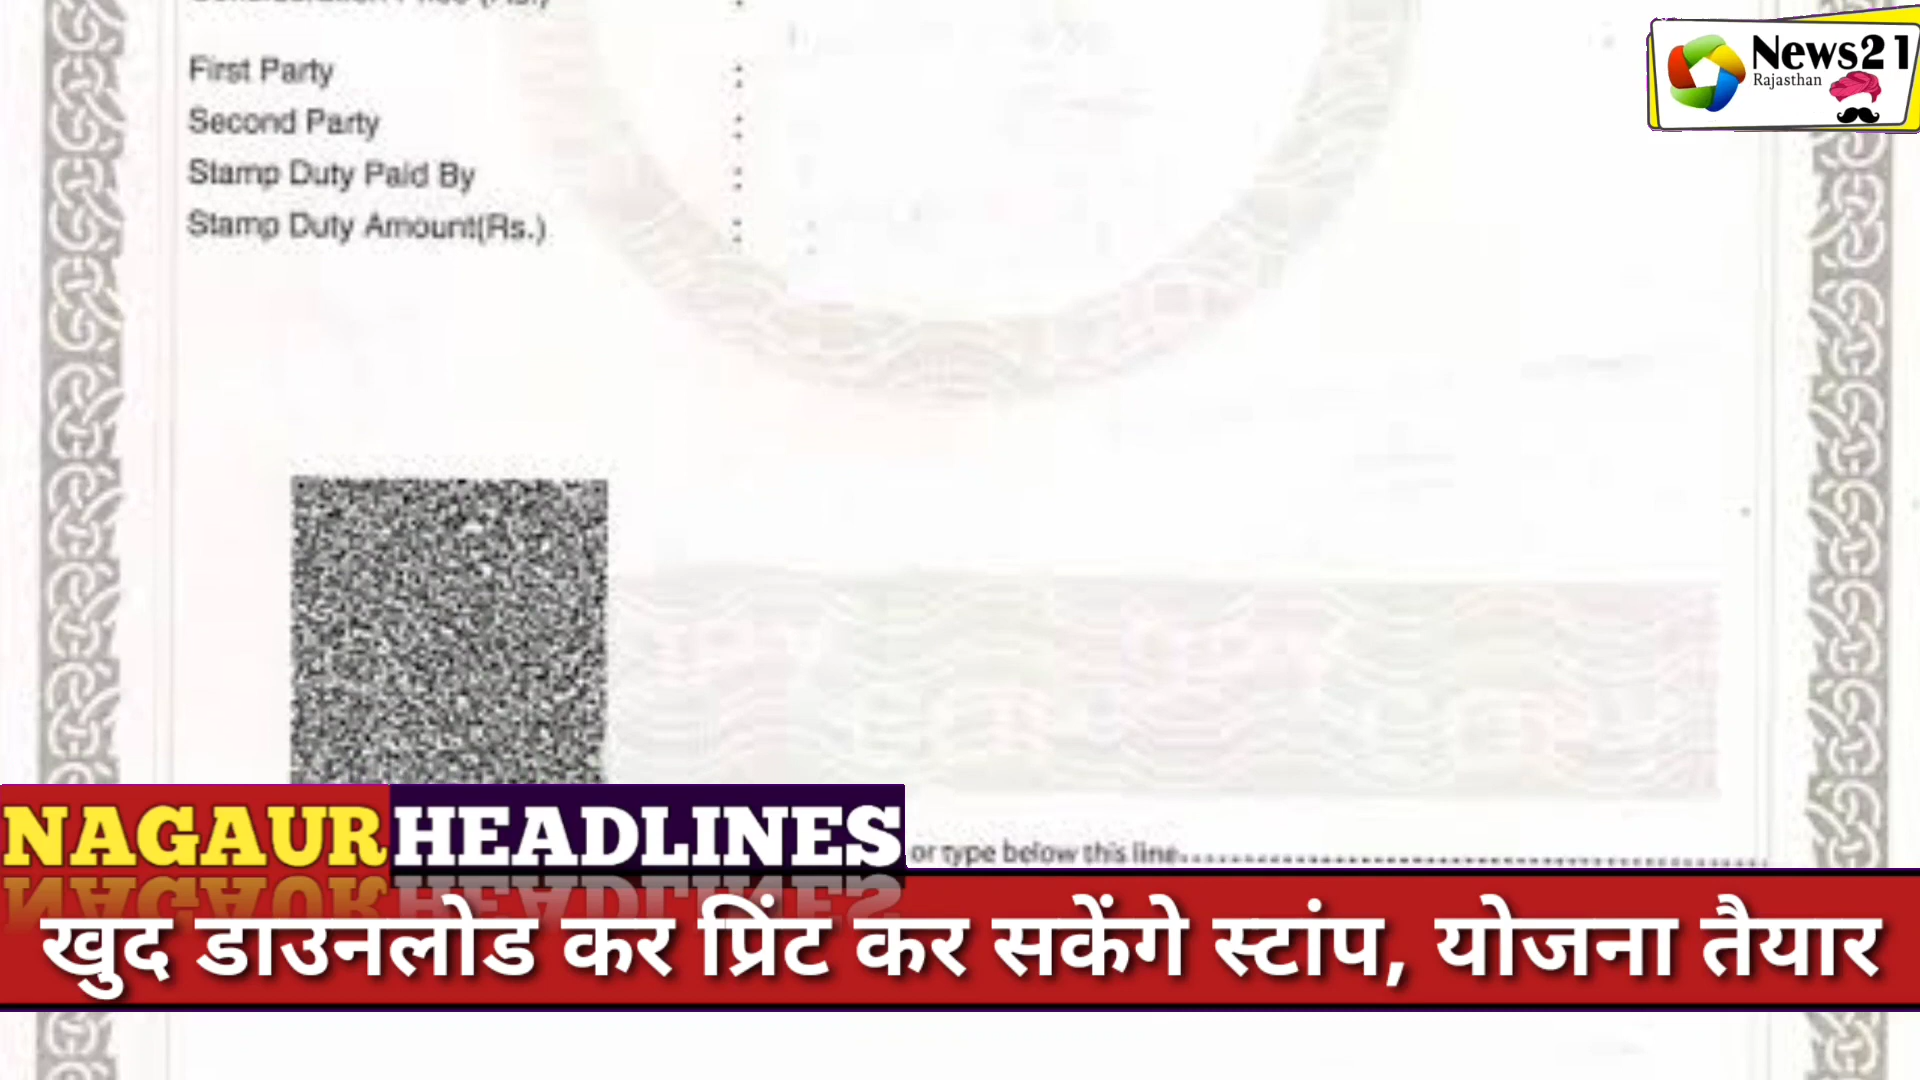 First Party :
Second Party :
Stamp Duty Paid By :
Stamp Duty Amount(Rs.) :
News21
Rajasthan
NAGAUR HEADLINES
or type below this line
खुद डाउनलोड कर प्रिंट कर सकेंगे स्टांप, योजना तैयार